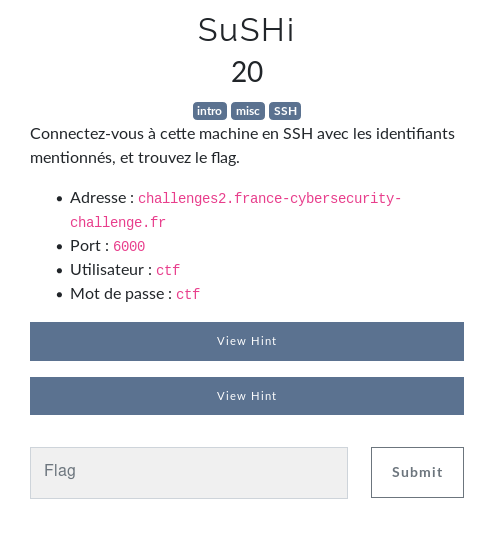 SuSHi
20
intro misc SSH
Connectez-vous à cette machine en SSH avec les identifiants
mentionnés, et trouvez le flag.
• Adresse : challenges2.france-cybersecurity-
challenge.fr
• Port : 6000
• Utilisateur : ctf
• Mot de passe : ctf
View Hint
View Hint
Flag Submit